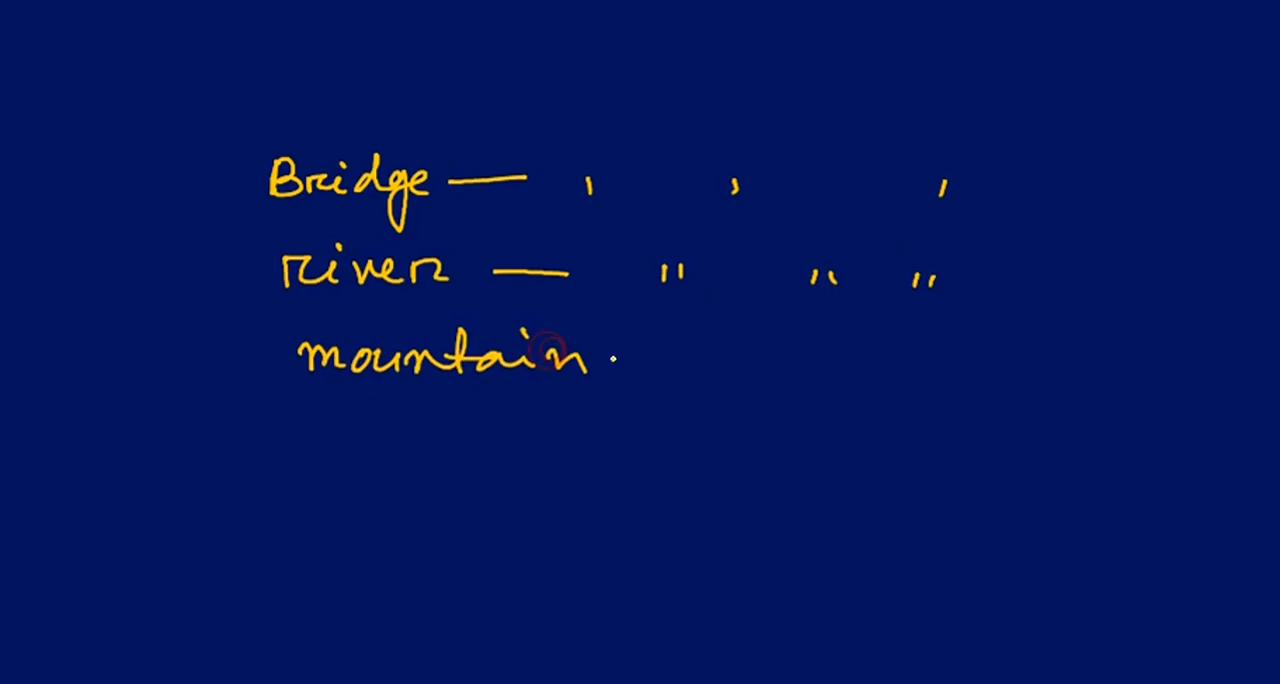 Bridge — , , ,
river — " " "
mountain